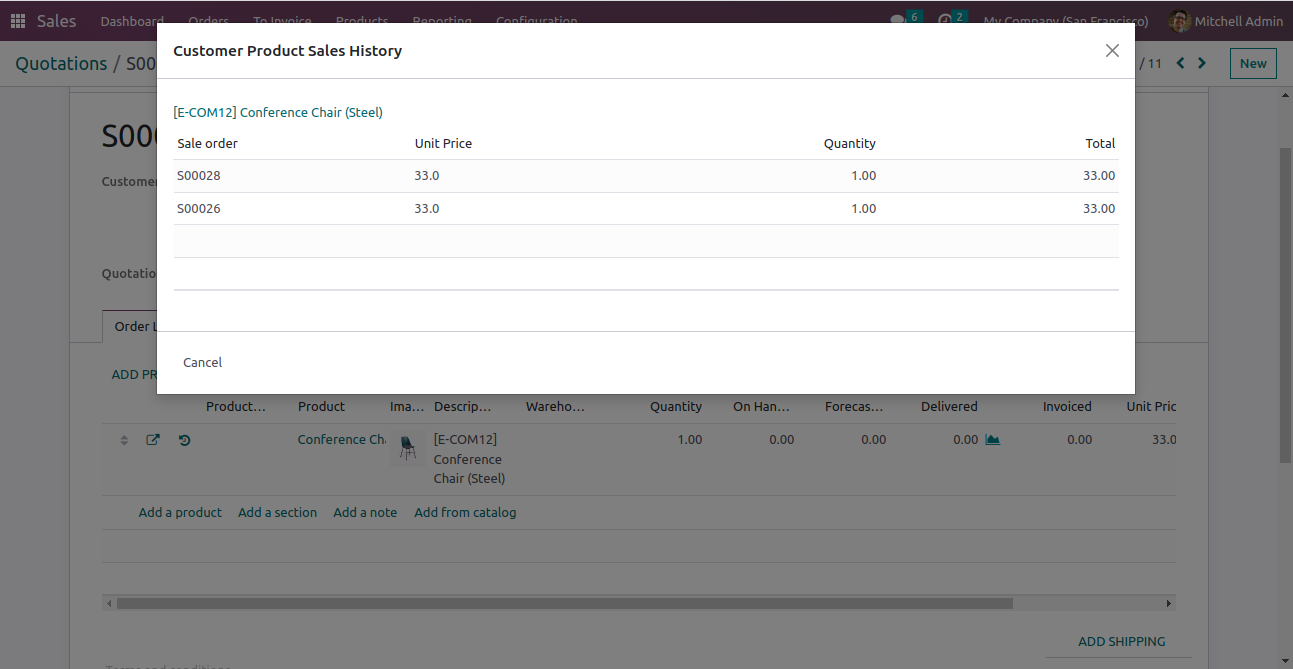 Sales Dashboard Orders To Invoice Products Reporting Configuration 6 2 My Company (San Francisco) Mitchell Admin
Customer Product Sales History
Quotations / S00 / 11 New
[E-COM12] Conference Chair (Steel)
S00
Sale order Unit Price Quantity Total
S00028 33.0 1.00 33.00
Customer
S00026 33.0 1.00 33.00
Quotatio
Order L
Cancel
ADD PR
Product... Product Ima... Descrip... Wareho... Quantity On Han... Forecas... Delivered Invoiced Unit Pric
Conference Ch [E-COM12] 1.00 0.00 0.00 0.00 0.00 33.0
Conference
Chair (Steel)
Add a product Add a section Add a note Add from catalog
ADD SHIPPING
Terms and conditions